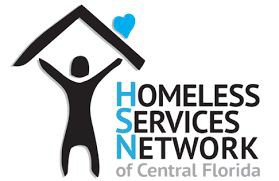 HOMELESS
SERVICES
NETWORK
of Central Florida